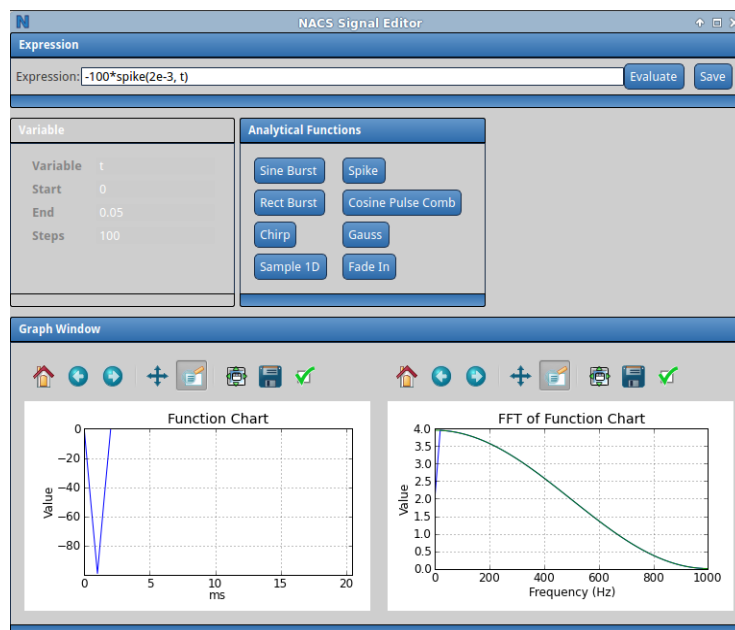 N NACS Signal Editor
Expression
Expression: -100*spike(2e-3, t) Evaluate Save
Variable
Variable t
Start 0
End 0.05
Steps 100
Analytical Functions
Sine Burst Spike
Rect Burst Cosine Pulse Comb
Chirp Gauss
Sample 1D Fade In
Graph Window
Function Chart
0
−20
−40
−60
−80
Value
0 5 10 15 20
ms
FFT of Function Chart
4.0
3.5
3.0
2.5
2.0
1.5
1.0
0.5
0.0
Value
0 200 400 600 800 1000
Frequency (Hz)